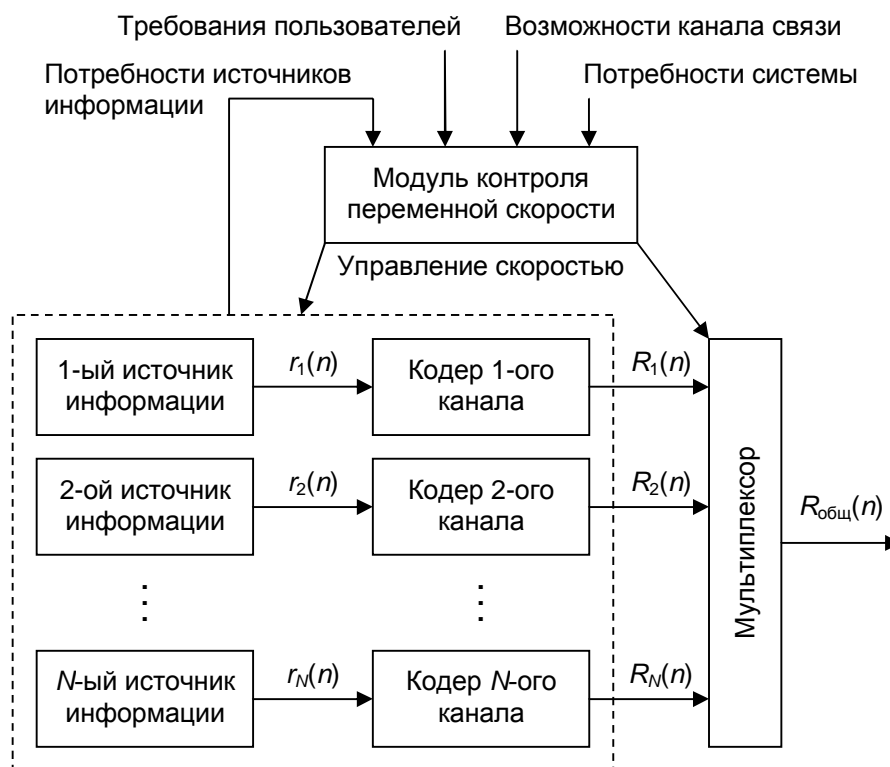 Требования пользователей
Возможности канала связи
Потребности источников
информации
Потребности системы
Модуль контроля
переменной скорости
Управление скоростью
1-ый источник
информации
r1(n)
Кодер 1-ого
канала
R1(n)
2-ой источник
информации
r2(n)
Кодер 2-ого
канала
R2(n)
Мультиплексор
Rобщ(n)
N-ый источник
информации
rN(n)
Кодер N-ого
канала
RN(n)